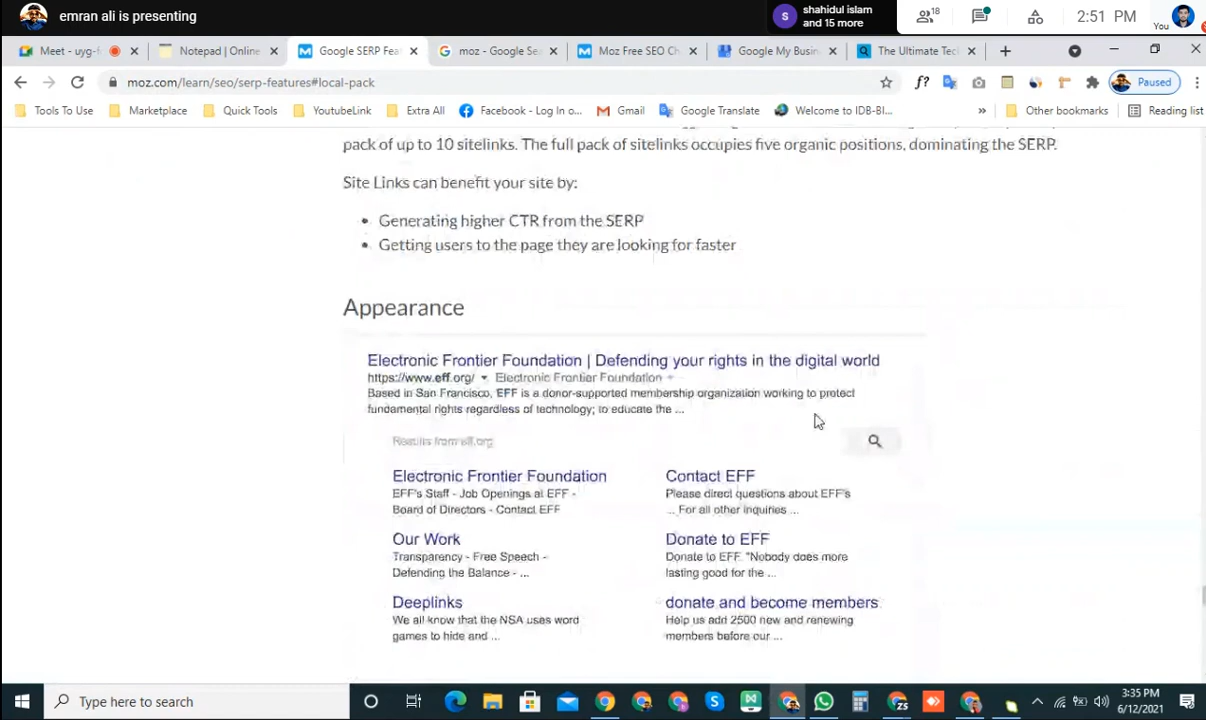 emran ali is presenting
shahidul islam
and 15 more
18
2:51 PM
You
Meet - uyg-f
Notepad | Online
Google SERP Fea
moz - Google Se
Moz Free SEO Ch
Google My Busin
The Ultimate Tec
moz.com/learn/seo/serp-features#local-pack
f?
Paused
Tools To Use
Marketplace
Quick Tools
YoutubeLink
Extra All
Facebook - Log In o...
Gmail
Google Translate
Welcome to IDB-BI...
»
Other bookmarks
Reading list
pack of up to 10 sitelinks. The full pack of sitelinks occupies five organic positions, dominating the SERP.
Site Links can benefit your site by:
• Generating higher CTR from the SERP
• Getting users to the page they are looking for faster
Appearance
Electronic Frontier Foundation | Defending your rights in the digital world
https://www.eff.org/ Electronic Frontier Foundation
Based in San Francisco, EFF is a donor-supported membership organization working to protect
fundamental rights regardless of technology; to educate the ...
Results from eff.org
Electronic Frontier Foundation
EFF's Staff - Job Openings at EFF -
Board of Directors - Contact EFF
Contact EFF
Please direct questions about EFF's
... For all other inquiries ...
Our Work
Transparency - Free Speech -
Defending the Balance - ...
Donate to EFF
Donate to EFF. "Nobody does more
lasting good for the ...
Deeplinks
We all know that the NSA uses word
games to hide and ...
donate and become members
Help us add 2500 new and renewing
members before our ...
Type here to search
ZS
3:35 PM
6/12/2021